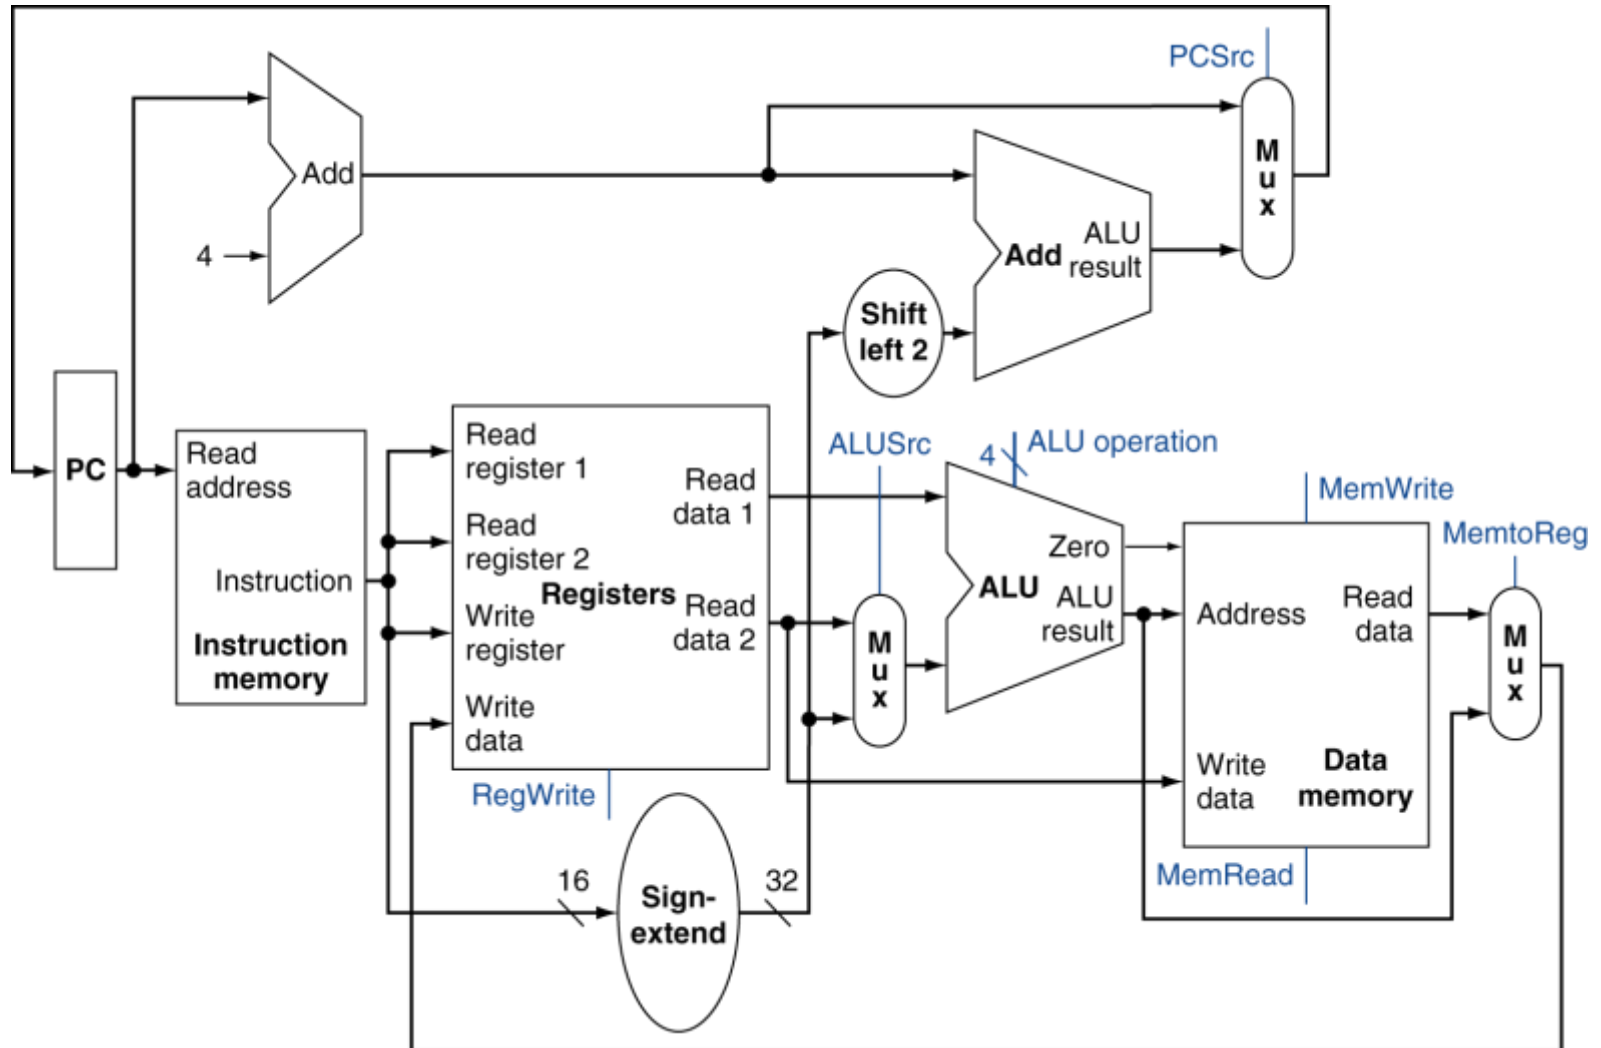 PCSrc
M
u
x
Add
4
Add
ALU
result
Shift
left 2
PC
Read
address
Instruction
Instruction
memory
Read
register 1
Read
register 2
Write
register
Write
data
Registers
Read
data 1
Read
data 2
RegWrite
16
Sign-
extend
32
ALUSrc
M
u
x
4
ALU operation
Zero
ALU
ALU
result
MemWrite
Address
Read
data
Write
data
Data
memory
MemRead
MemtoReg
M
u
x